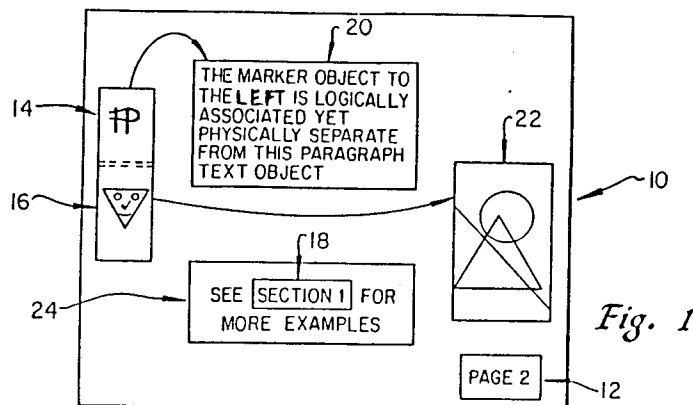 20
THE MARKER OBJECT TO
THE LEFT IS LOGICALLY
ASSOCIATED YET
PHYSICALLY SEPARATE
FROM THIS PARAGRAPH
TEXT OBJECT
14
22
10
16
18
SEE SECTION 1 FOR
MORE EXAMPLES
24
Fig. 1
PAGE 2
12